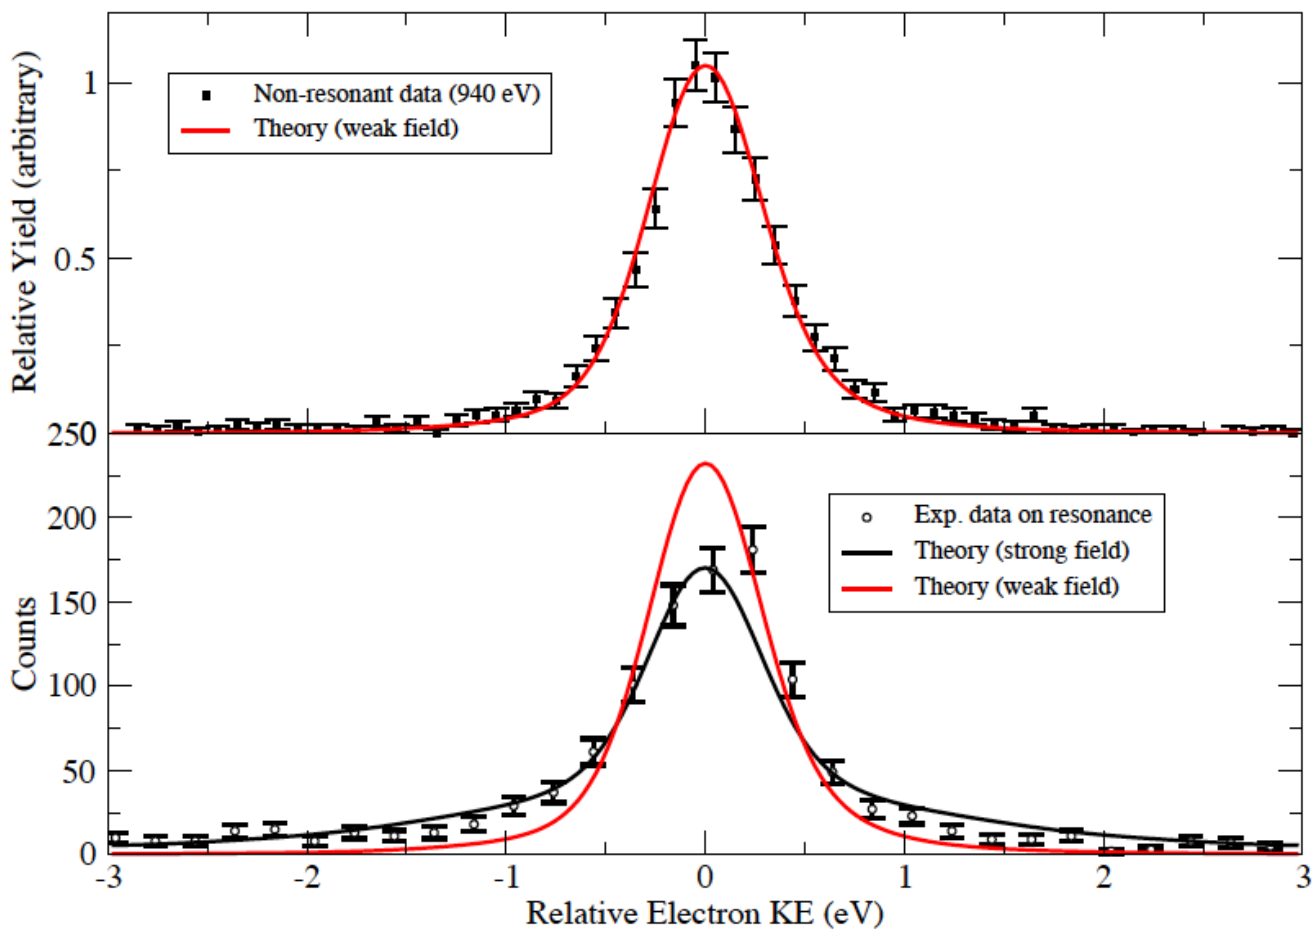 Relative Yield (arbitrary)
1
0.5
Non-resonant data (940 eV)
Theory (weak field)
250
200
150
100
50
0
Counts
Exp. data on resonance
Theory (strong field)
Theory (weak field)
-3 -2 -1 0 1 2 3
Relative Electron KE (eV)